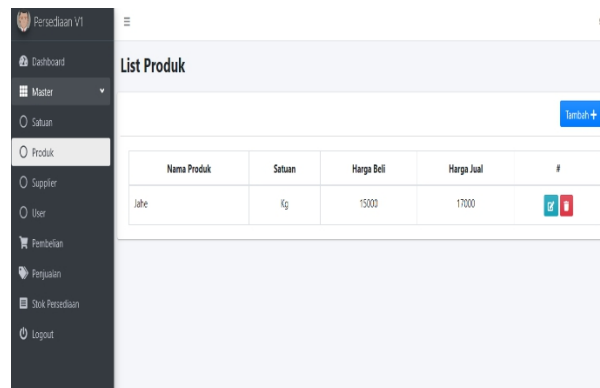 Persediaan V1
Dashboard
Master
Satuan
Produk
Supplier
User
Pembelian
Penjualan
Stok Persediaan
Logout
List Produk
Tambah +
Nama Produk Satuan Harga Beli Harga Jual #
Jahe Kg 15000 17000